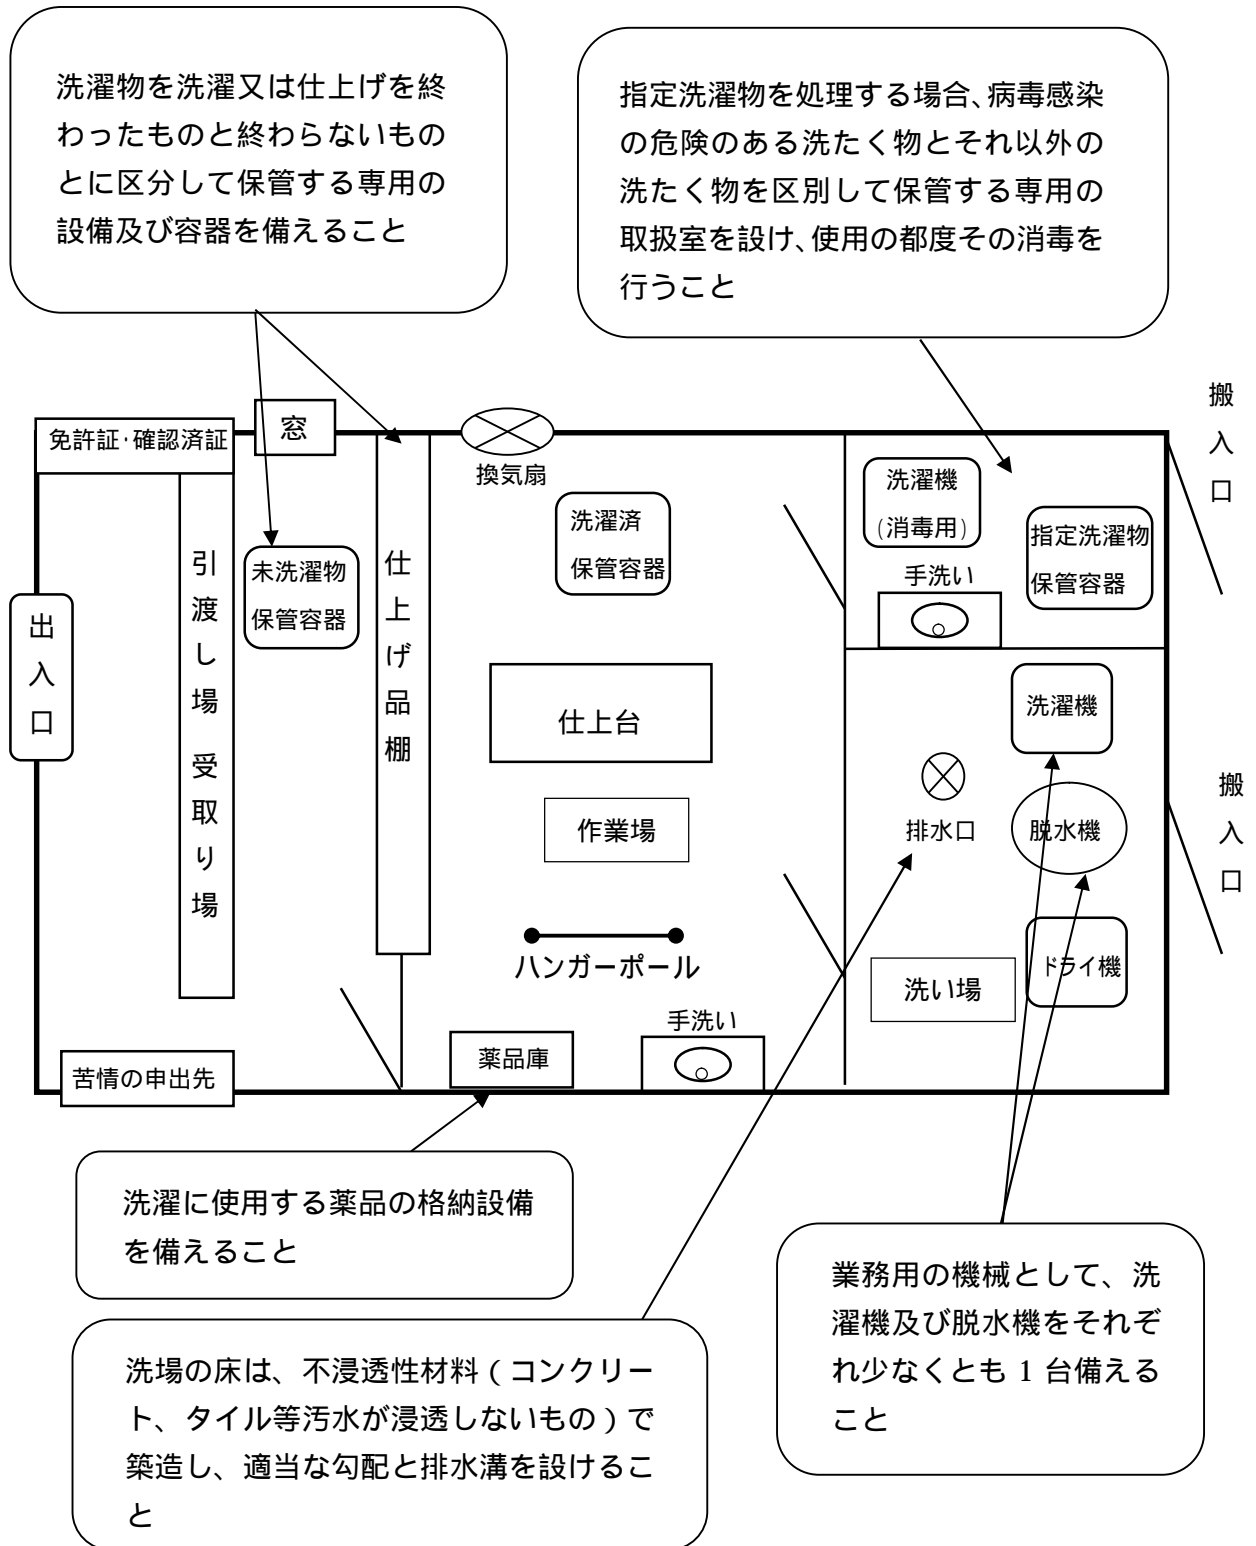 洗濯物を洗濯又は仕上げを終
わったものと終わらないもの
とに区分して保管する専用の
設備及び容器を備えること
指定洗濯物を処理する場合、病毒感染
の危険のある洗たく物とそれ以外の
洗たく物を区別して保管する専用の
取扱室を設け、使用の都度その消毒を
行うこと
搬入口
免許証·確認済証
窓
換気扇
洗濯機
(消毒用)
指定洗濯物
保管容器
手洗い
洗濯済
保管容器
未洗濯物
保管容器
引渡し場 受取り場
仕上げ品棚
出入口
仕上台
作業場
洗濯機
排水口
脱水機
搬入口
ハンガーポール
洗い場
ドライ機
手洗い
薬品庫
苦情の申出先
洗濯に使用する薬品の格納設備
を備えること
業務用の機械として、洗
濯機及び脱水機をそれぞ
れ少なくとも 1 台備える
こと
洗場の床は、不浸透性材料（コンクリー
ト、タイル等汚水が浸透しないもの）で
築造し、適当な勾配と排水溝を設けるこ
と